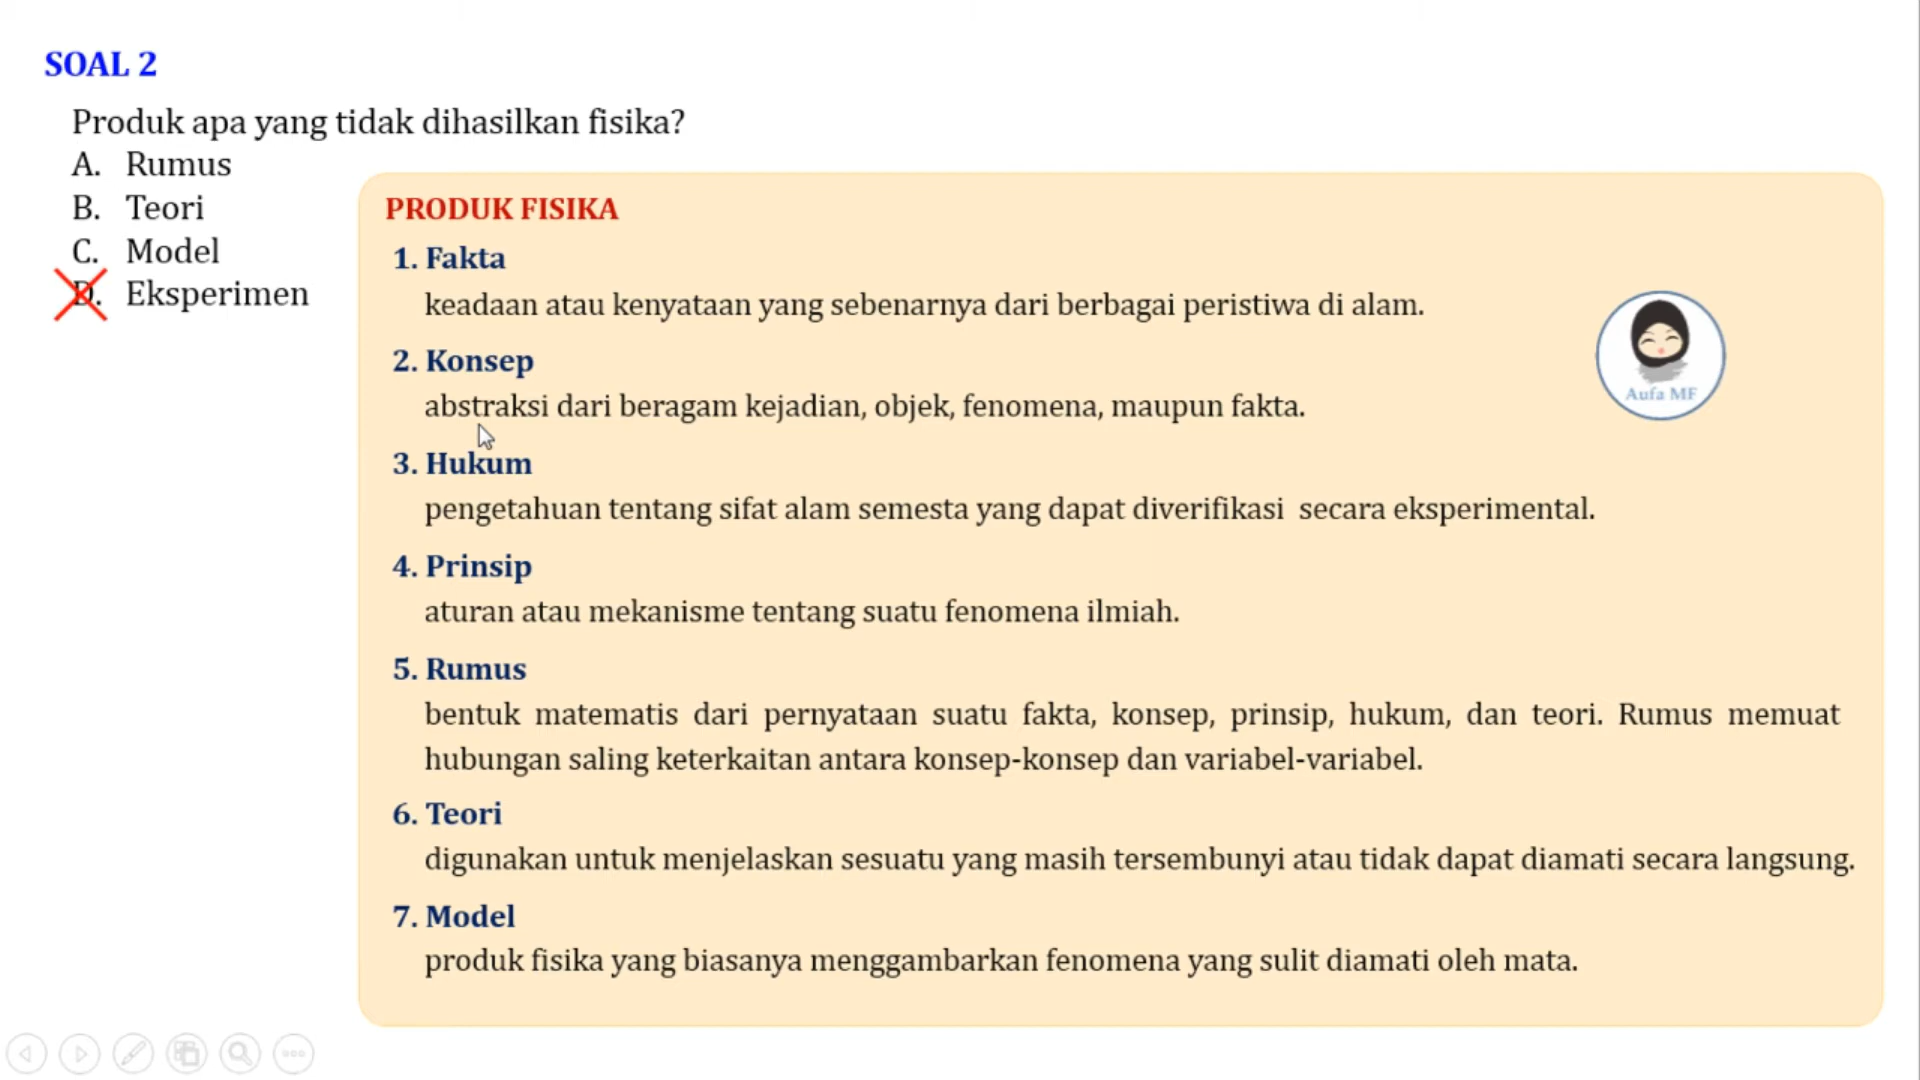 SOAL 2
Produk apa yang tidak dihasilkan fisika?
A. Rumus
B. Teori
C. Model
D. Eksperimen
PRODUK FISIKA
1. Fakta
keadaan atau kenyataan yang sebenarnya dari berbagai peristiwa di alam.
2. Konsep
abstraksi dari beragam kejadian, objek, fenomena, maupun fakta.
3. Hukum
pengetahuan tentang sifat alam semesta yang dapat diverifikasi secara eksperimental.
4. Prinsip
aturan atau mekanisme tentang suatu fenomena ilmiah.
5. Rumus
bentuk matematis dari pernyataan suatu fakta, konsep, prinsip, hukum, dan teori. Rumus memuat
hubungan saling keterkaitan antara konsep-konsep dan variabel-variabel.
6. Teori
digunakan untuk menjelaskan sesuatu yang masih tersembunyi atau tidak dapat diamati secara langsung.
7. Model
produk fisika yang biasanya menggambarkan fenomena yang sulit diamati oleh mata.
Aufa MF